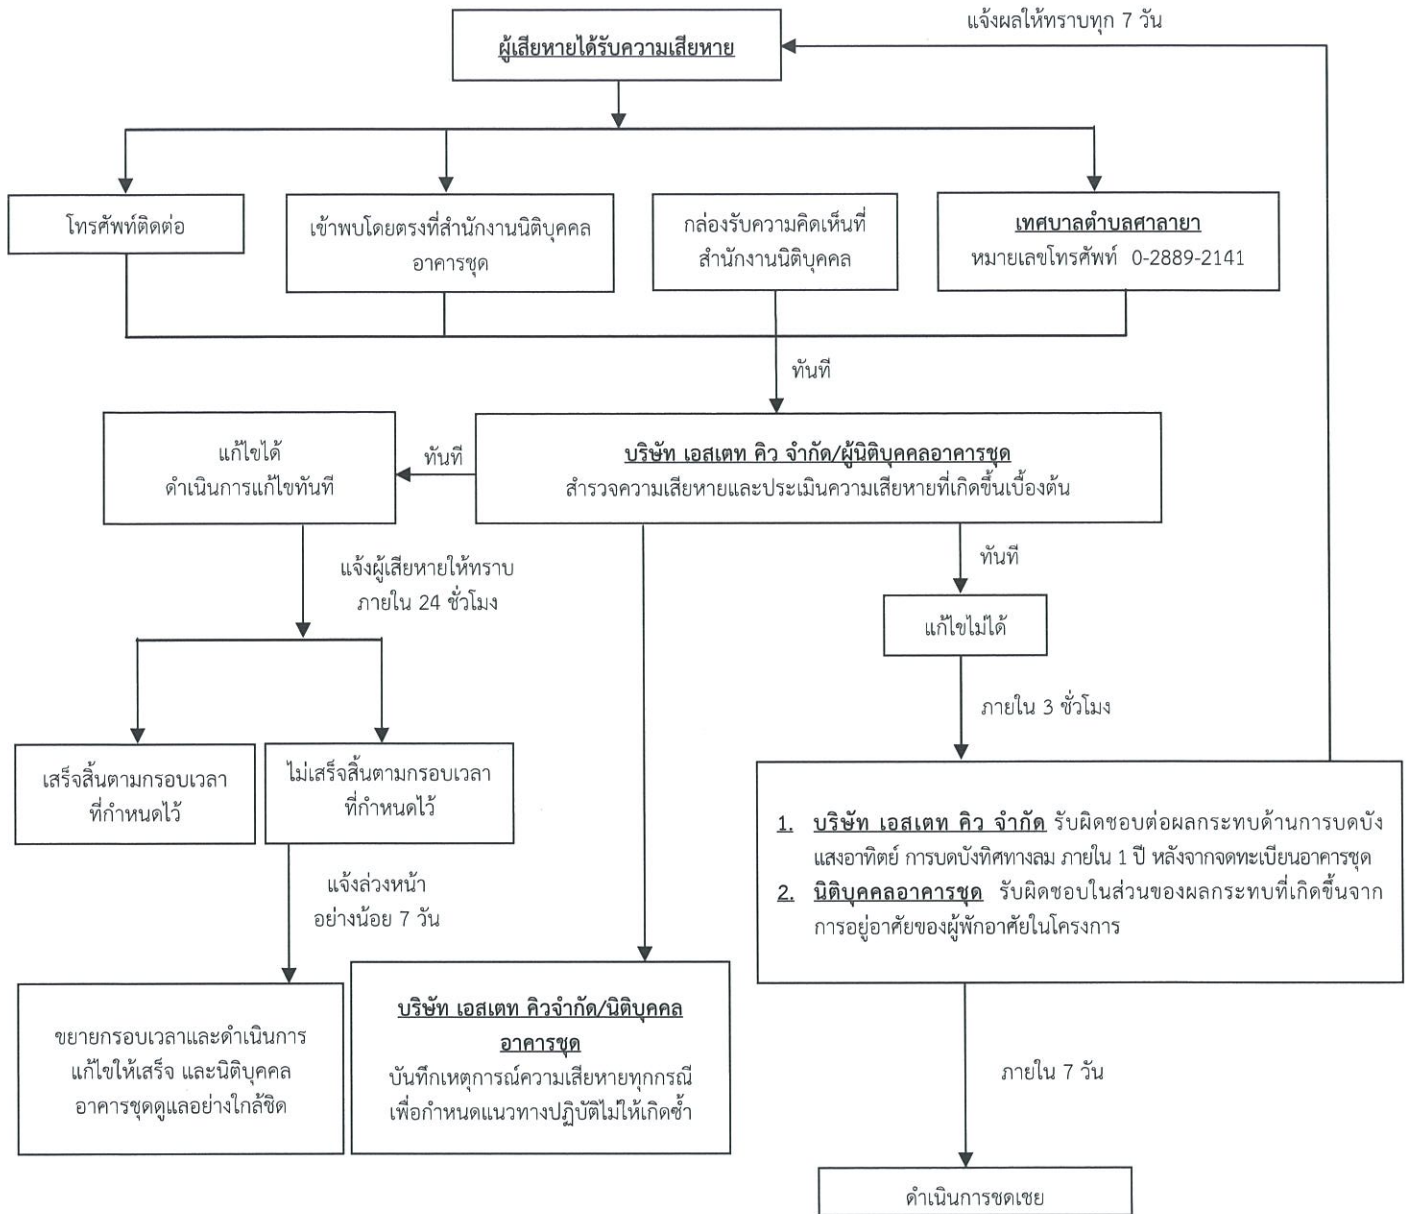 แจ้งผลให้ทราบทุก 7 วัน
ผู้เสียหายได้รับความเสียหาย
โทรศัพท์ติดต่อ
เข้าพบโดยตรงที่สำนักงานนิติบุคคล
อาคารชุด
กล่องรับความคิดเห็นที่
สำนักงานนิติบุคคล
เทศบาลตำบลศาลายา
หมายเลขโทรศัพท์ 0-2889-2141
ทันที
แก้ไขได้
ดำเนินการแก้ไขทันที
ทันที
บริษัท เอสเตท คิว จำกัด/ผู้นิติบุคคลอาคารชุด
สำรวจความเสียหายและประเมินความเสียหายที่เกิดขึ้นเบื้องต้น
แจ้งผู้เสียหายให้ทราบ
ภายใน 24 ชั่วโมง
ทันที
แก้ไขไม่ได้
ภายใน 3 ชั่วโมง
เสร็จสิ้นตามกรอบเวลา
ที่กำหนดไว้
ไม่เสร็จสิ้นตามกรอบเวลา
ที่กำหนดไว้
1. บริษัท เอสเตท คิว จำกัด รับผิดชอบต่อผลกระทบด้านการบดบัง
แสงอาทิตย์ การบดบังทิศทางลม ภายใน 1 ปี หลังจากจดทะเบียนอาคารชุด
2. นิติบุคคลอาคารชุด รับผิดชอบในส่วนของผลกระทบที่เกิดขึ้นจาก
การอยู่อาศัยของผู้พักอาศัยในโครงการ
แจ้งล่วงหน้า
อย่างน้อย 7 วัน
ขยายกรอบเวลาและดำเนินการ
แก้ไขให้เสร็จ และนิติบุคคล
อาคารชุดดูแลอย่างใกล้ชิด
บริษัท เอสเตท คิวจำกัด/นิติบุคคล
อาคารชุด
บันทึกเหตุการณ์ความเสียหายทุกกรณี
เพื่อกำหนดแนวทางปฏิบัติไม่ให้เกิดซ้ำ
ภายใน 7 วัน
ดำเนินการชดเชย